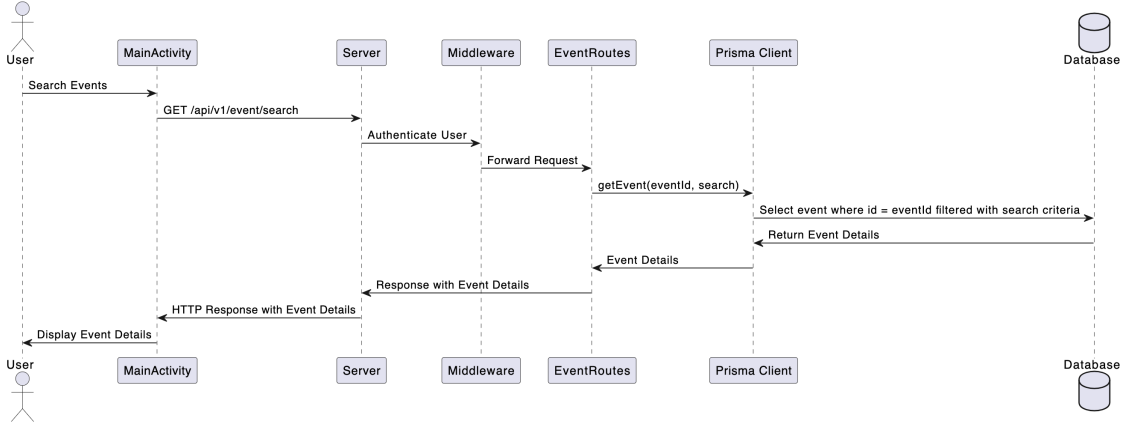 User
MainActivity
Server
Middleware
EventRoutes
Prisma Client
Database
Search Events
GET /api/v1/event/search
Authenticate User
Forward Request
getEvent(eventId, search)
Select event where id = eventId filtered with search criteria
Return Event Details
Event Details
Response with Event Details
HTTP Response with Event Details
Display Event Details
User
MainActivity
Server
Middleware
EventRoutes
Prisma Client
Database